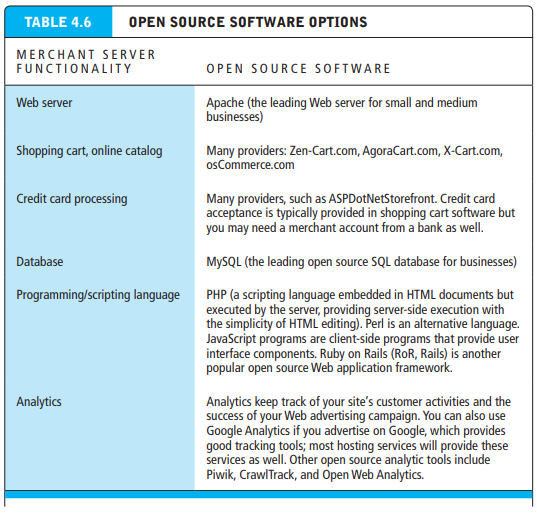 TABLE 4.6 OPEN SOURCE SOFTWARE OPTIONS
MERCHANT SERVER
FUNCTIONALITY OPEN SOURCE SOFTWARE
Web server Apache (the leading Web server for small and medium
businesses)
Shopping cart, online catalog Many providers: Zen-Cart.com, AgoraCart.com, X-Cart.com,
osCommerce.com
Credit card processing Many providers, such as ASPDotNetStorefront. Credit card
acceptance is typically provided in shopping cart software but
you may need a merchant account from a bank as well.
Database MySQL (the leading open source SQL database for businesses)
Programming/scripting language PHP (a scripting language embedded in HTML documents but
executed by the server, providing server-side execution with
the simplicity of HTML editing). Perl is an alternative language.
JavaScript programs are client-side programs that provide user
interface components. Ruby on Rails (RoR, Rails) is another
popular open source Web application framework.
Analytics Analytics keep track of your site's customer activities and the
success of your Web advertising campaign. You can also use
Google Analytics if you advertise on Google, which provides
good tracking tools; most hosting services will provide these
services as well. Other open source analytic tools include
Piwik, CrawlTrack, and Open Web Analytics.